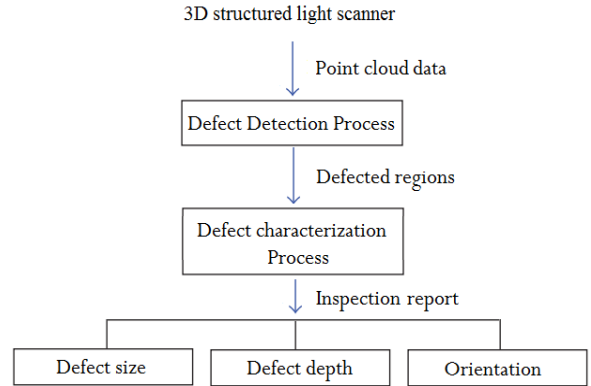 3D structured light scanner
Point cloud data
Defect Detection Process
Defected regions
Defect characterization
Process
Inspection report
Defect size
Defect depth
Orientation